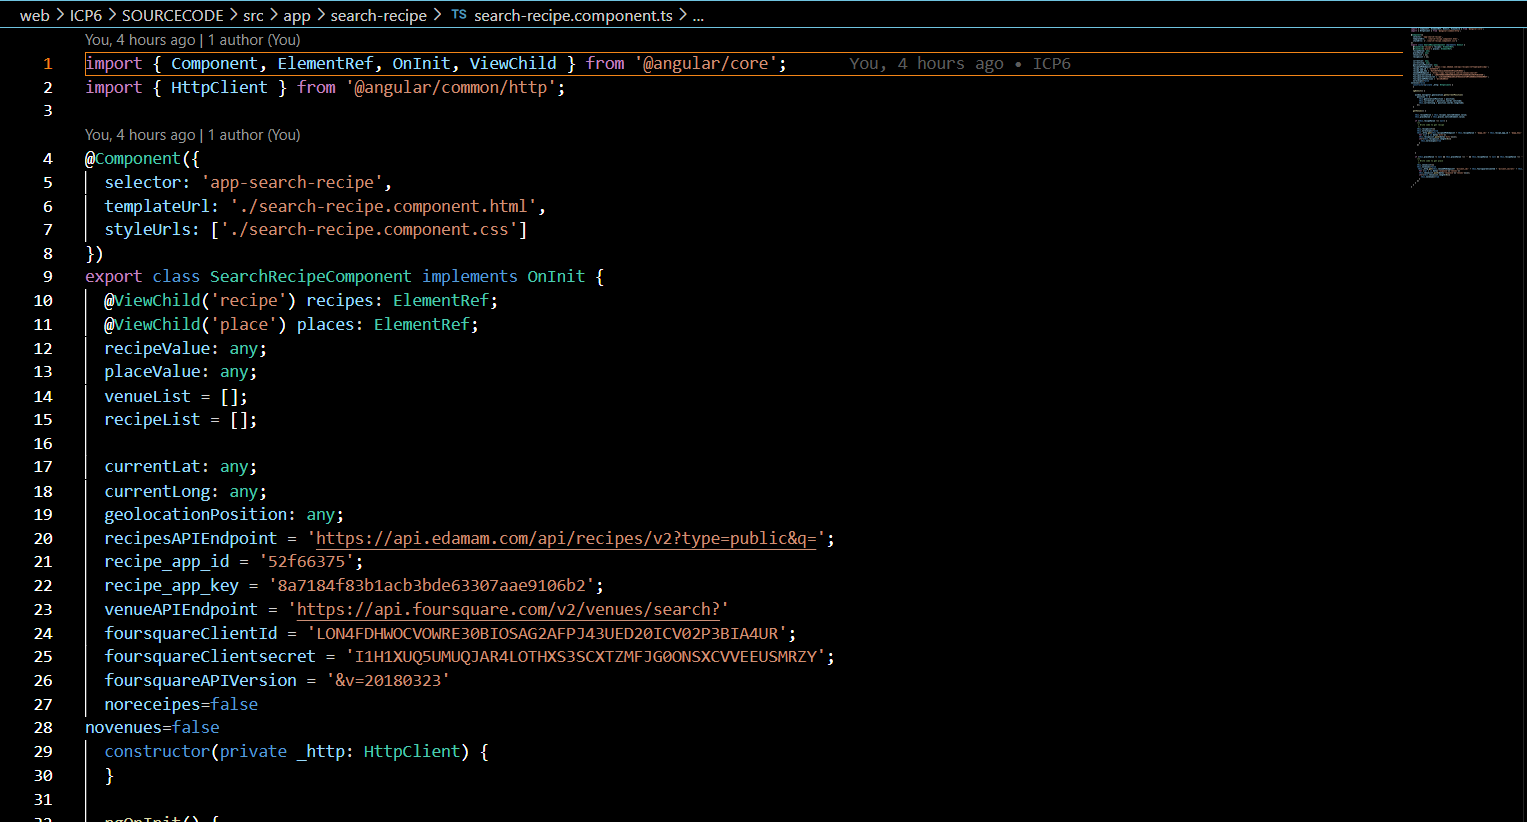 web > ICP6 > SOURCECODE > src > app > search-recipe > TS search-recipe.component.ts > ...
You, 4 hours ago | 1 author (You)
1 import { Component, ElementRef, OnInit, ViewChild } from '@angular/core'; You, 4 hours ago • ICP6
2 import { HttpClient } from '@angular/common/http';
3
You, 4 hours ago | 1 author (You)
4 @Component({
5 selector: 'app-search-recipe',
6 templateUrl: './search-recipe.component.html',
7 styleUrls: ['./search-recipe.component.css']
8 })
9 export class SearchRecipeComponent implements OnInit {
10 @ViewChild('recipe') recipes: ElementRef;
11 @ViewChild('place') places: ElementRef;
12 recipeValue: any;
13 placeValue: any;
14 venueList = [];
15 recipeList = [];
16
17 currentLat: any;
18 currentLong: any;
19 geolocationPosition: any;
20 recipesAPIEndpoint = 'https://api.edamam.com/api/recipes/v2?type=public&q=';
21 recipe_app_id = '52f66375';
22 recipe_app_key = '8a7184f83b1acb3bde63307aae9106b2';
23 venueAPIEndpoint = 'https://api.foursquare.com/v2/venues/search?'
24 foursquareClientId = 'LON4FDHWOCVOWRE30BIOSAG2AFPJ43UED20ICV02P3BIA4UR';
25 foursquareClientsecret = 'I1H1XUQ5UMUQJAR4LOTHXS3SCXTZMFJG0ONSXCVVEEUSMRZY';
26 foursquareAPIVersion = '&v=20180323'
27 noreceipes=false
28 novenues=false
29 constructor(private _http: HttpClient) {
30 }
31
32 ngOnInit() {